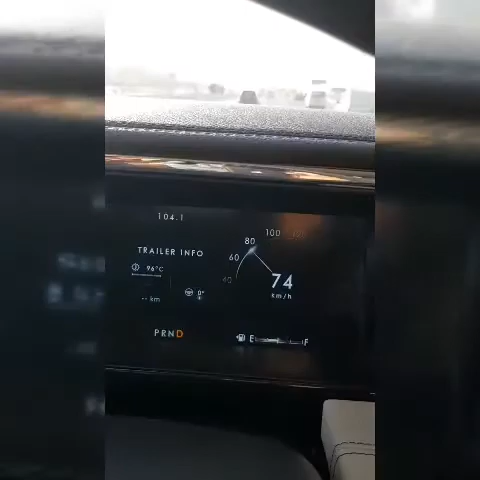 104.1
TRAILER INFO
96°C
-- km
0°
PRND
100
80
60
40
74
km/h
E F